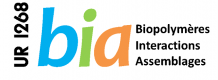 UR 1268
bia
Biopolymères
Interactions
Assemblages